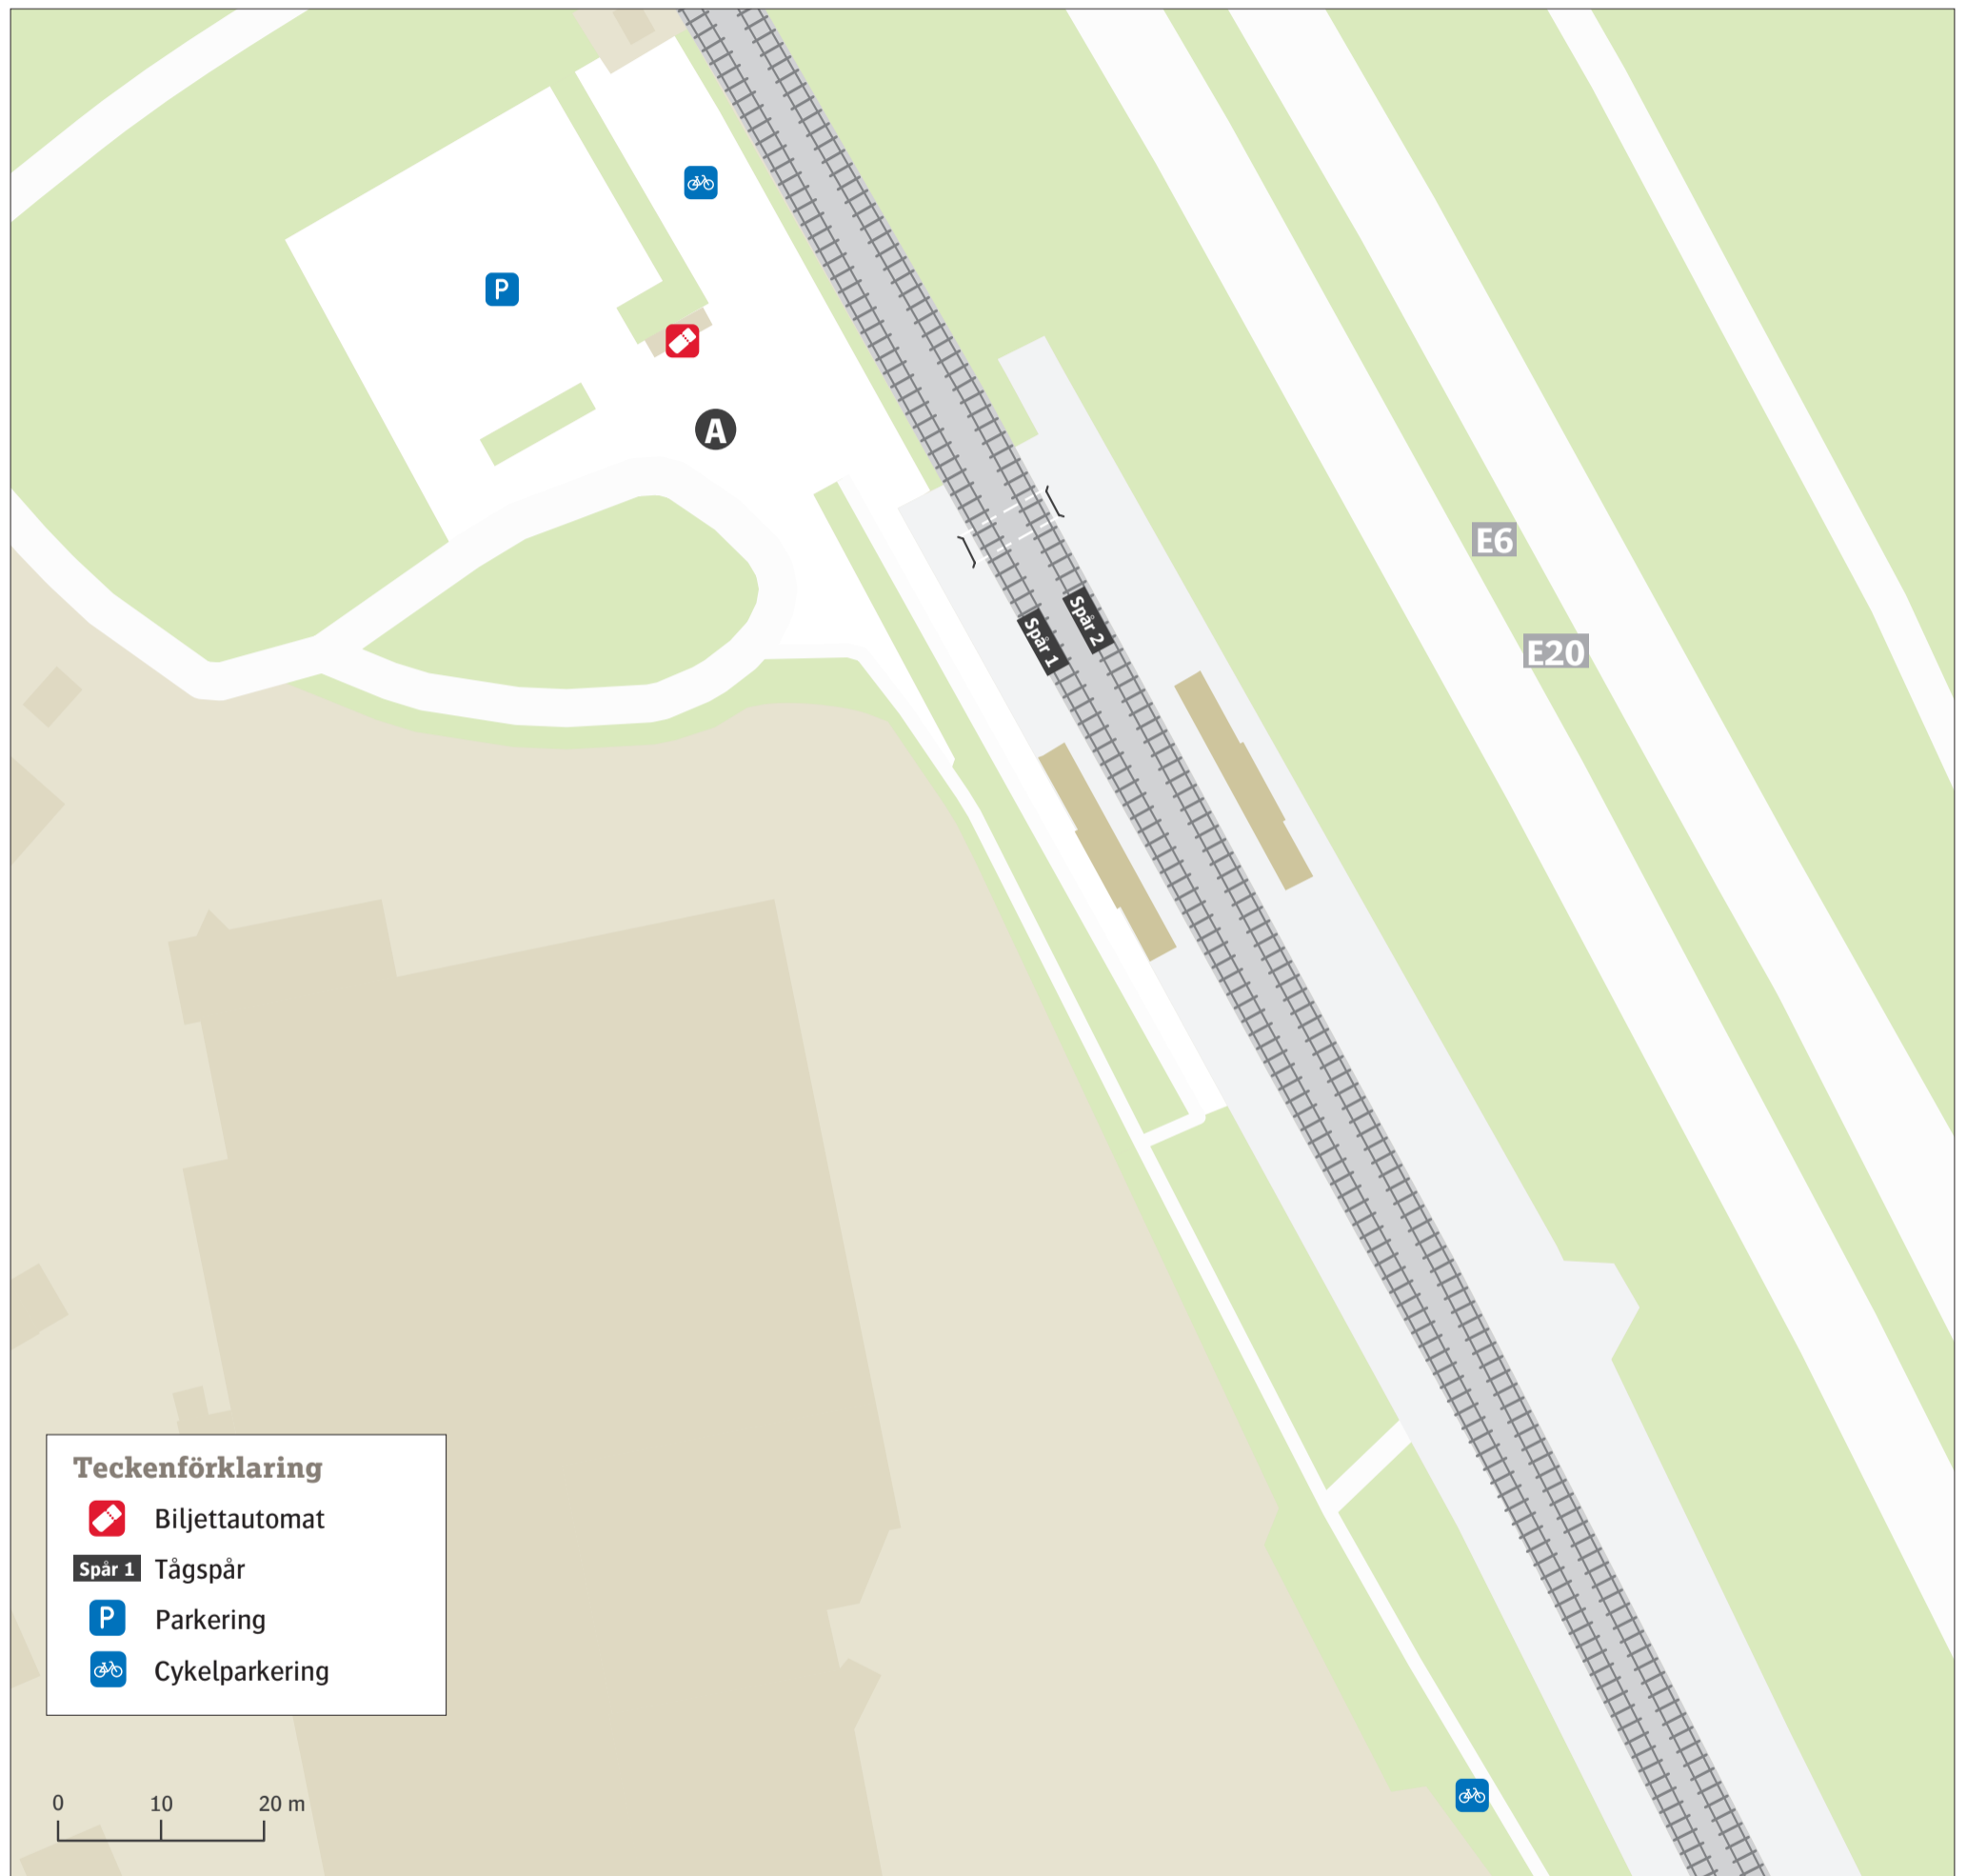 P
A
E6
Spår 2
Spår 1
E20
Teckenförklaring
Biljettautomat
Spår 1 Tågspår
P Parkering
Cykelparkering
0 10 20 m